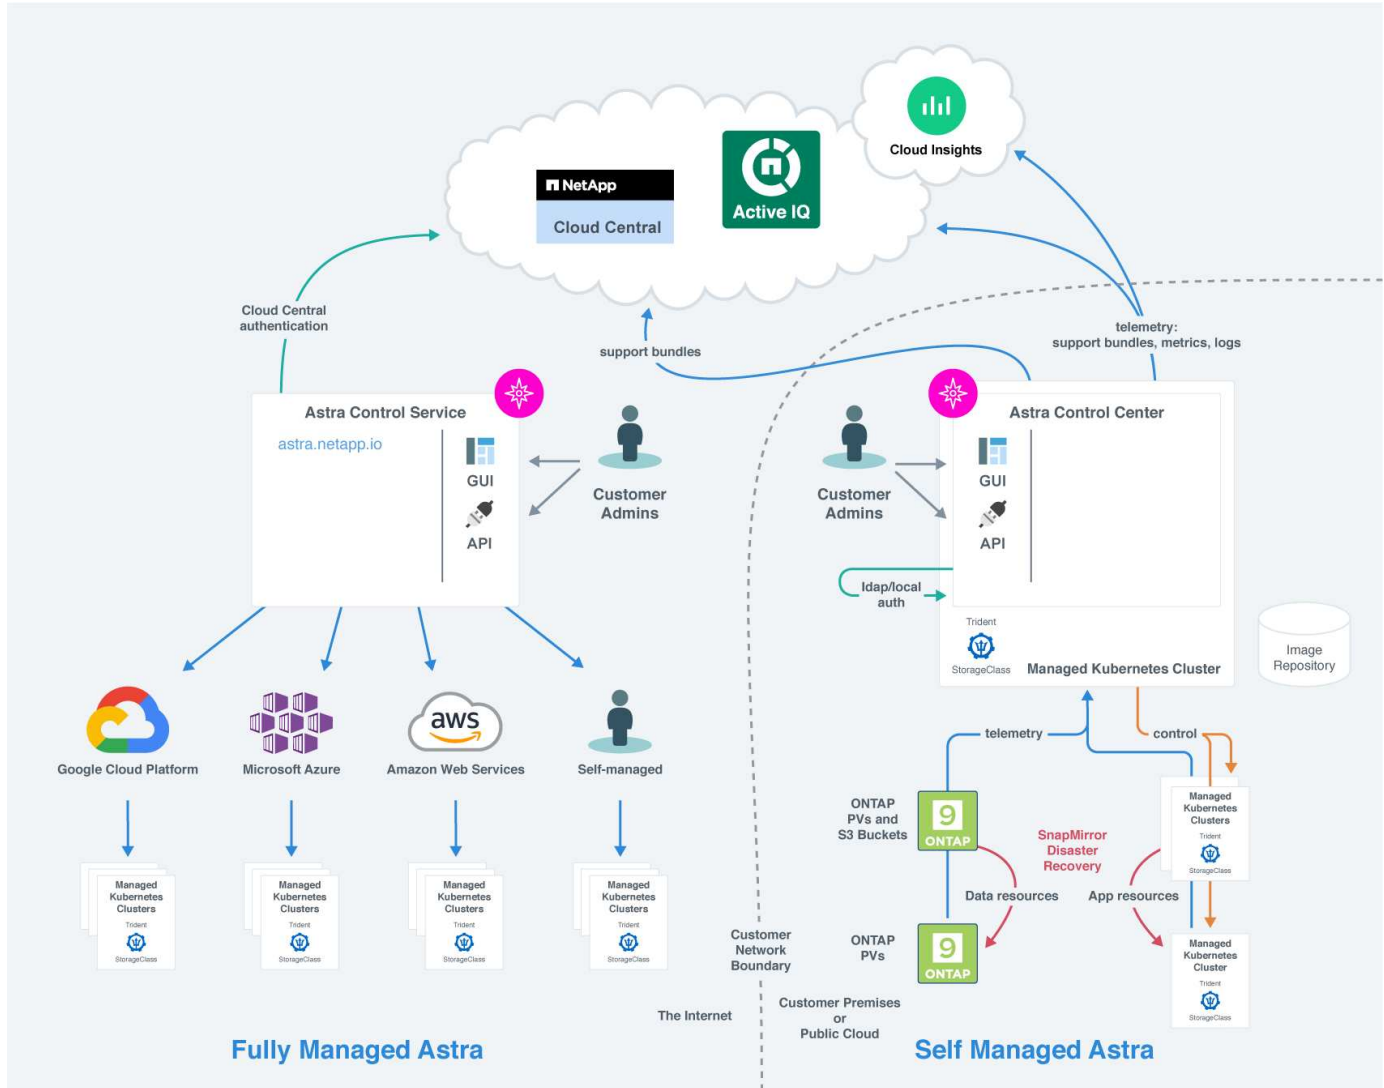 Cloud Insights
NetApp
Cloud Central
Active IQ
Cloud Central
authentication
support bundles
telemetry:
support bundles, metrics, logs
Astra Control Service
astra.netapp.io
GUI
API
Customer
Admins
Customer
Admins
Astra Control Center
GUI
API
ldap/local
auth
Trident
StorageClass
Managed Kubernetes Cluster
Image
Repository
Google Cloud Platform
Microsoft Azure
aws
Amazon Web Services
Self-managed
telemetry
control
Managed
Kubernetes
Clusters
Trident
StorageClass
Managed
Kubernetes
Clusters
Trident
StorageClass
Managed
Kubernetes
Clusters
Trident
StorageClass
Managed
Kubernetes
Clusters
Trident
StorageClass
ONTAP
PVs and
S3 Buckets
9
ONTAP
SnapMirror
Disaster
Recovery
Managed
Kubernetes
Clusters
Trident
StorageClass
Data resources
App resources
ONTAP
PVs
9
ONTAP
Managed
Kubernetes
Cluster
Trident
StorageClass
Customer
Network
Boundary
The Internet
Customer Premises
or
Public Cloud
Fully Managed Astra
Self Managed Astra